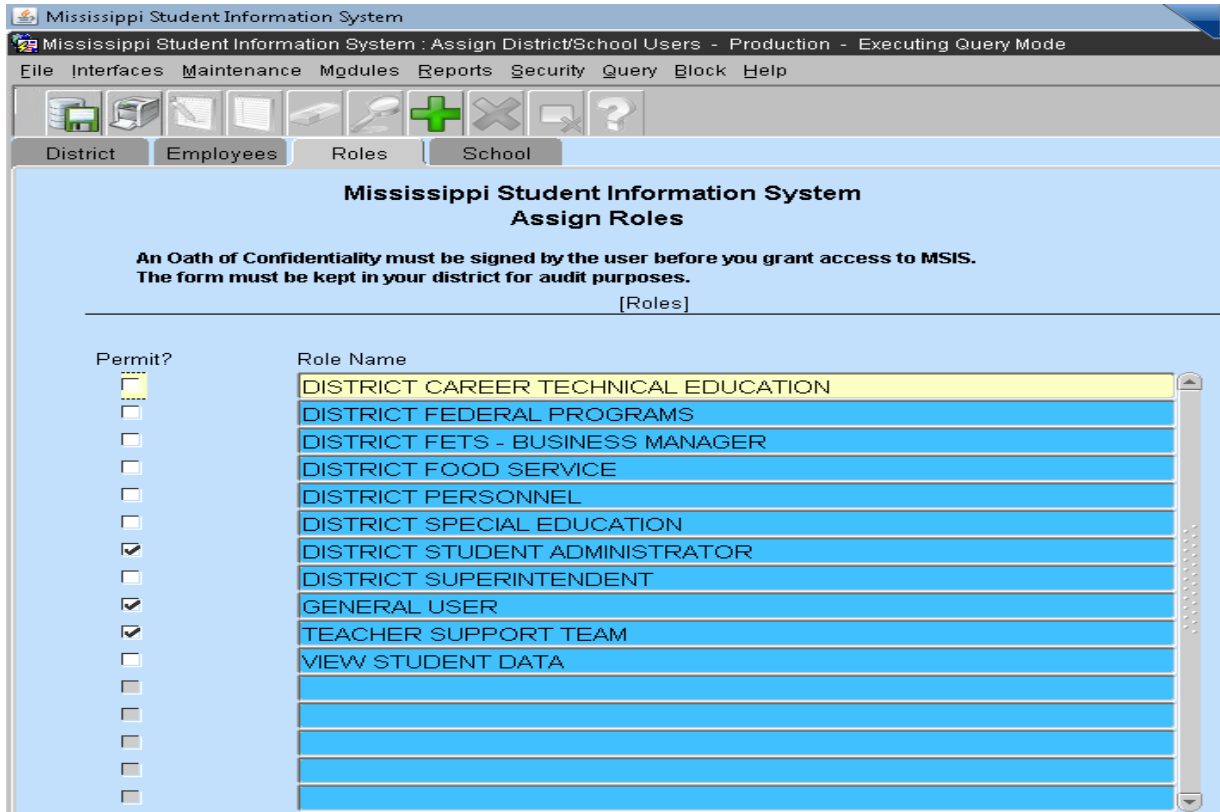 Mississippi Student Information System
Mississippi Student Information System : Assign District/School Users - Production - Executing Query Mode
File Interfaces Maintenance Modules Reports Security Query Block Help
District Employees Roles School
Mississippi Student Information System
Assign Roles
An Oath of Confidentiality must be signed by the user before you grant access to MSIS.
The form must be kept in your district for audit purposes.
[Roles]
Permit? Role Name
DISTRICT CAREER TECHNICAL EDUCATION
DISTRICT FEDERAL PROGRAMS
DISTRICT FETS - BUSINESS MANAGER
DISTRICT FOOD SERVICE
DISTRICT PERSONNEL
DISTRICT SPECIAL EDUCATION
DISTRICT STUDENT ADMINISTRATOR
DISTRICT SUPERINTENDENT
GENERAL USER
TEACHER SUPPORT TEAM
VIEW STUDENT DATA